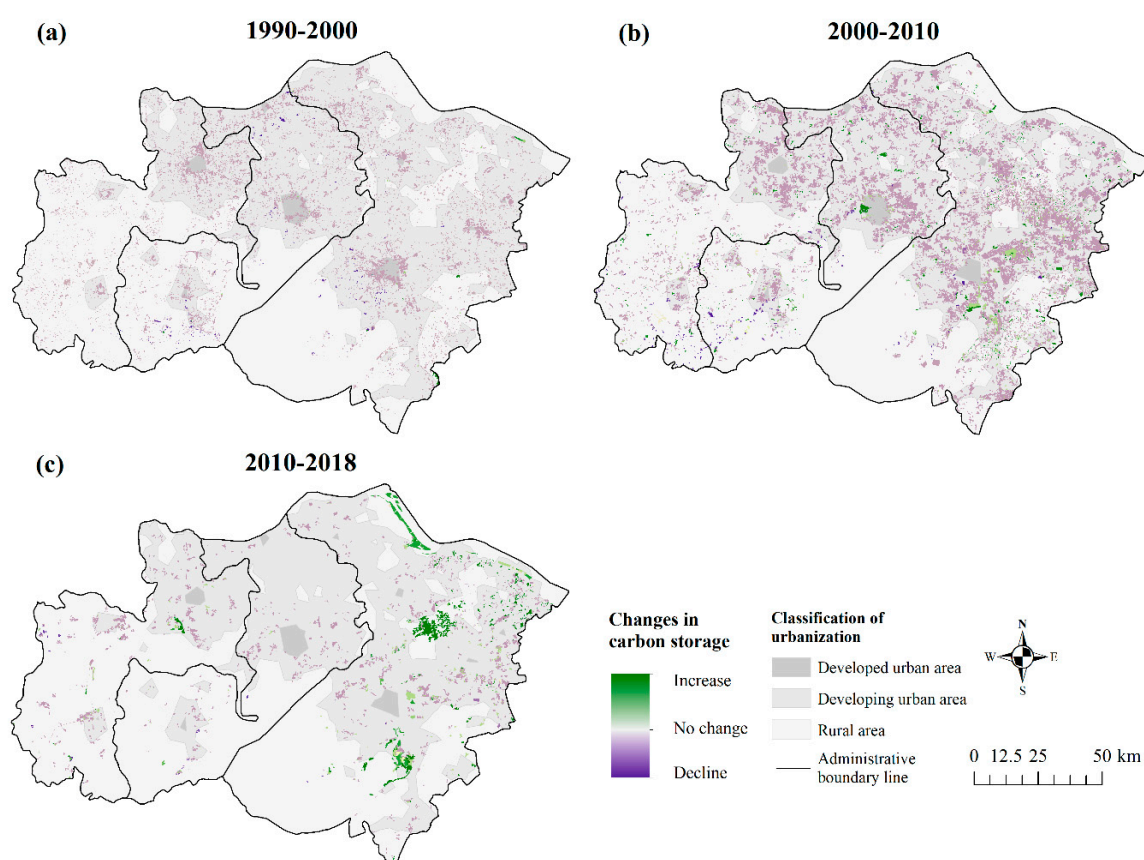 (a)
1990-2000
(b)
2000-2010
(c)
2010-2018
Changes in
carbon storage
Increase
No change
Decline
Classification of
urbanization
Developed urban area
Developing urban area
Rural area
Administrative
boundary line
N
W
E
S
0 12.5 25 50 km